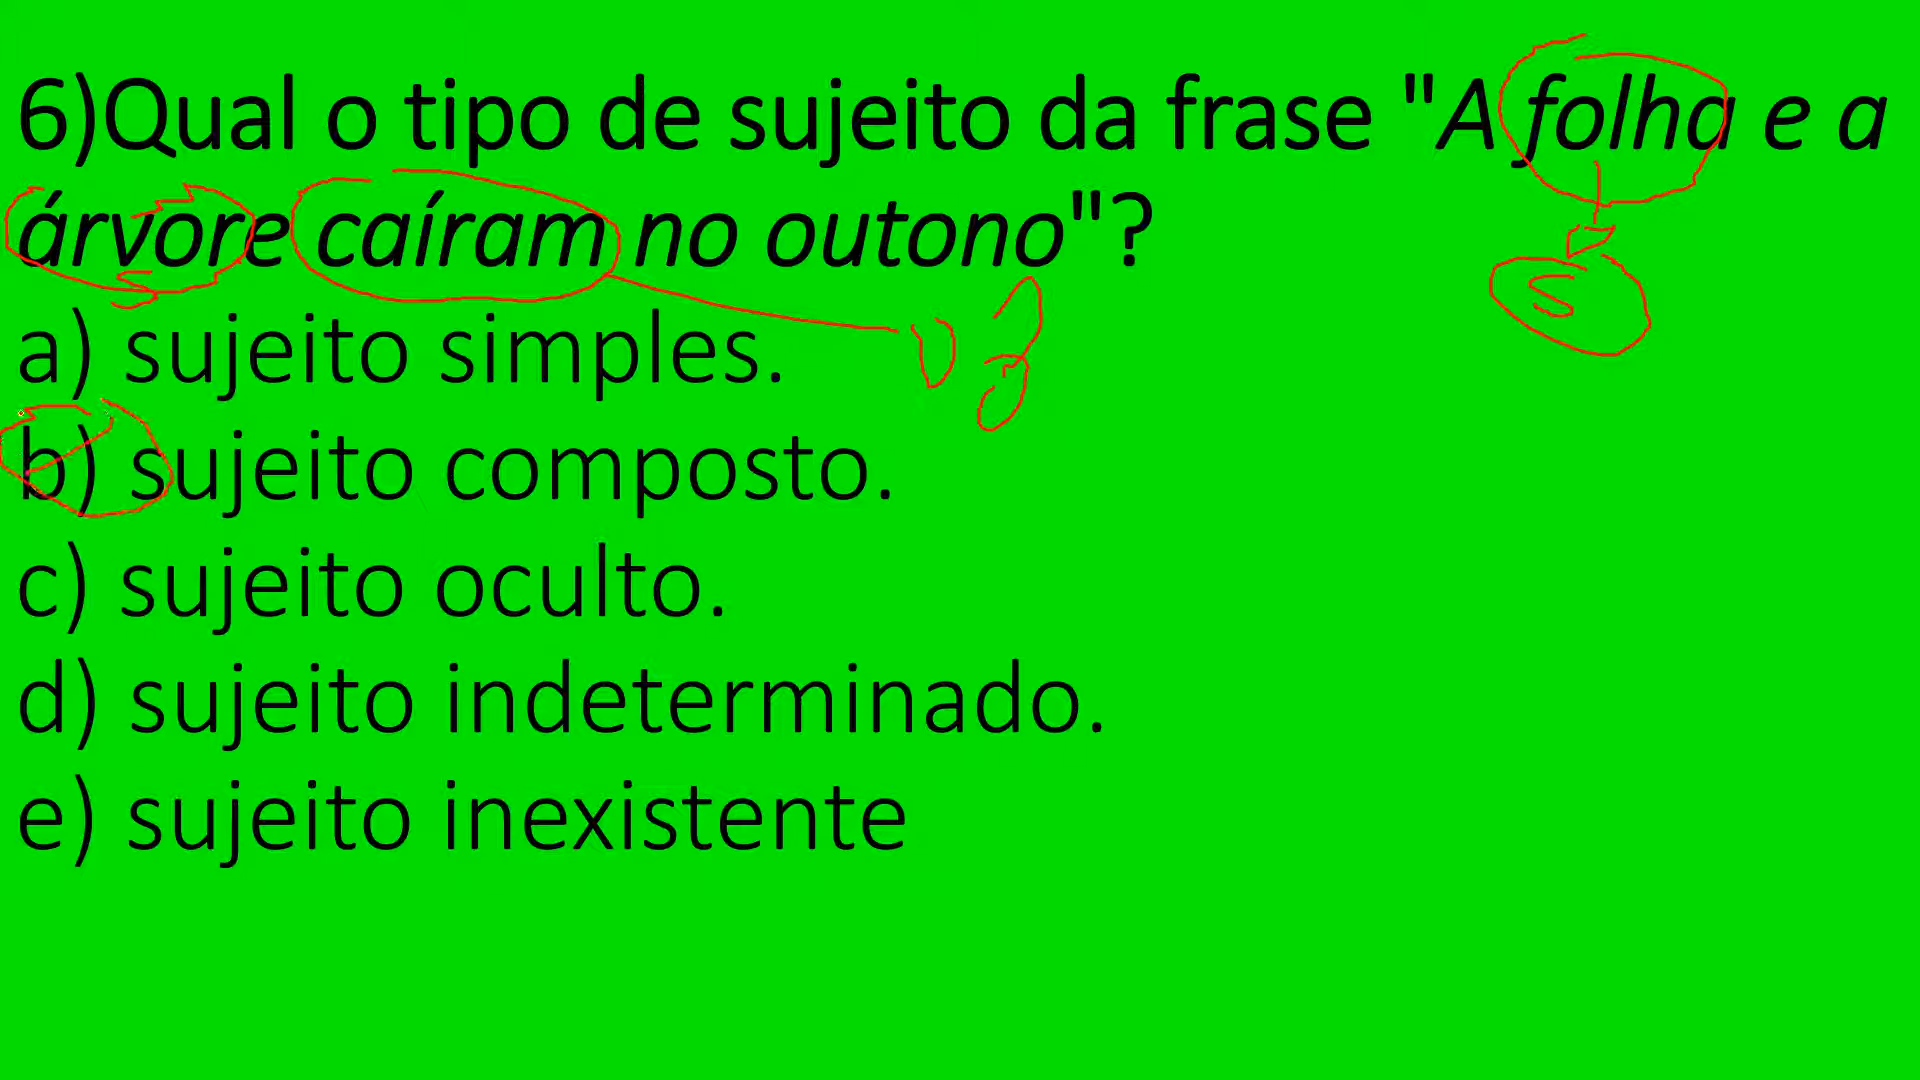 6)Qual o tipo de sujeito da frase "A folha e a
árvore caíram no outono"?
a) sujeito simples.
b) sujeito composto.
c) sujeito oculto.
d) sujeito indeterminado.
e) sujeito inexistente